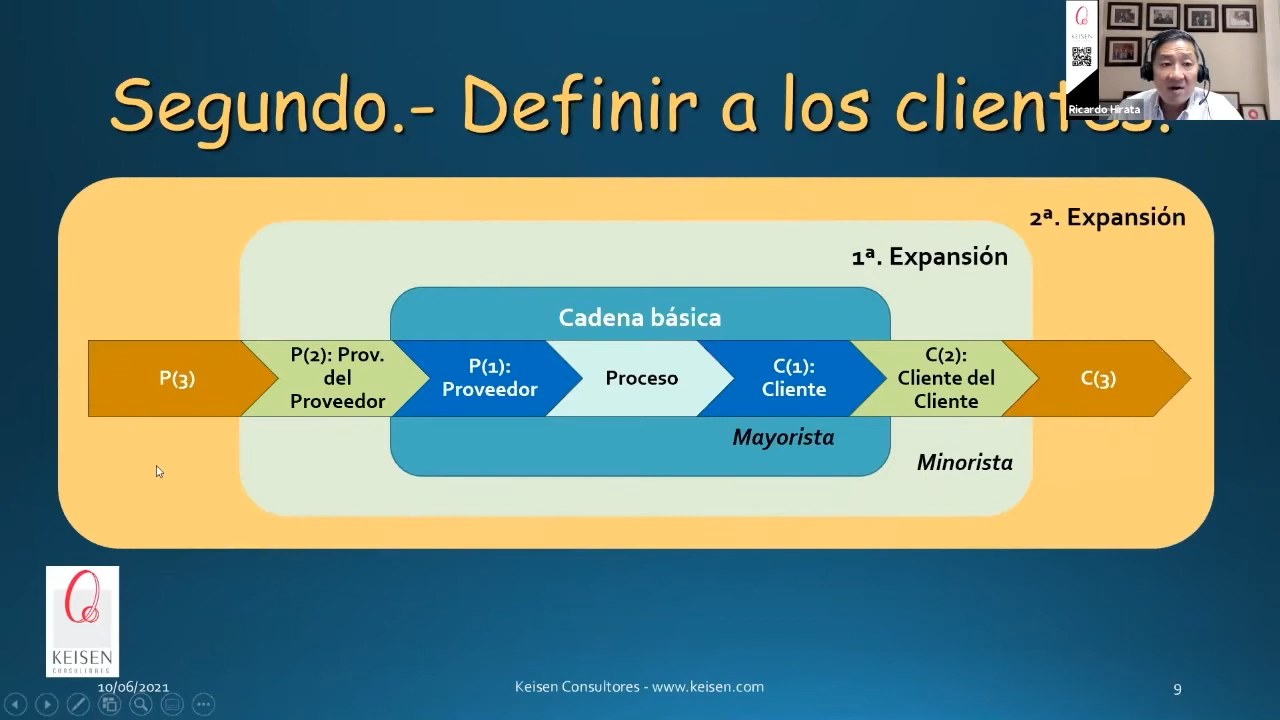 KEISEN
Ricardo Hirata
Segundo.- Definir a los clientes.
2ª. Expansión
1ª. Expansión
Cadena básica
P(3)
P(2): Prov.
del
Proveedor
P(1):
Proveedor
Proceso
C(1):
Cliente
C(2):
Cliente del
Cliente
C(3)
Mayorista
Minorista
KEISEN
CONSULTORES
10/06/2021
Keisen Consultores - www.keisen.com
9